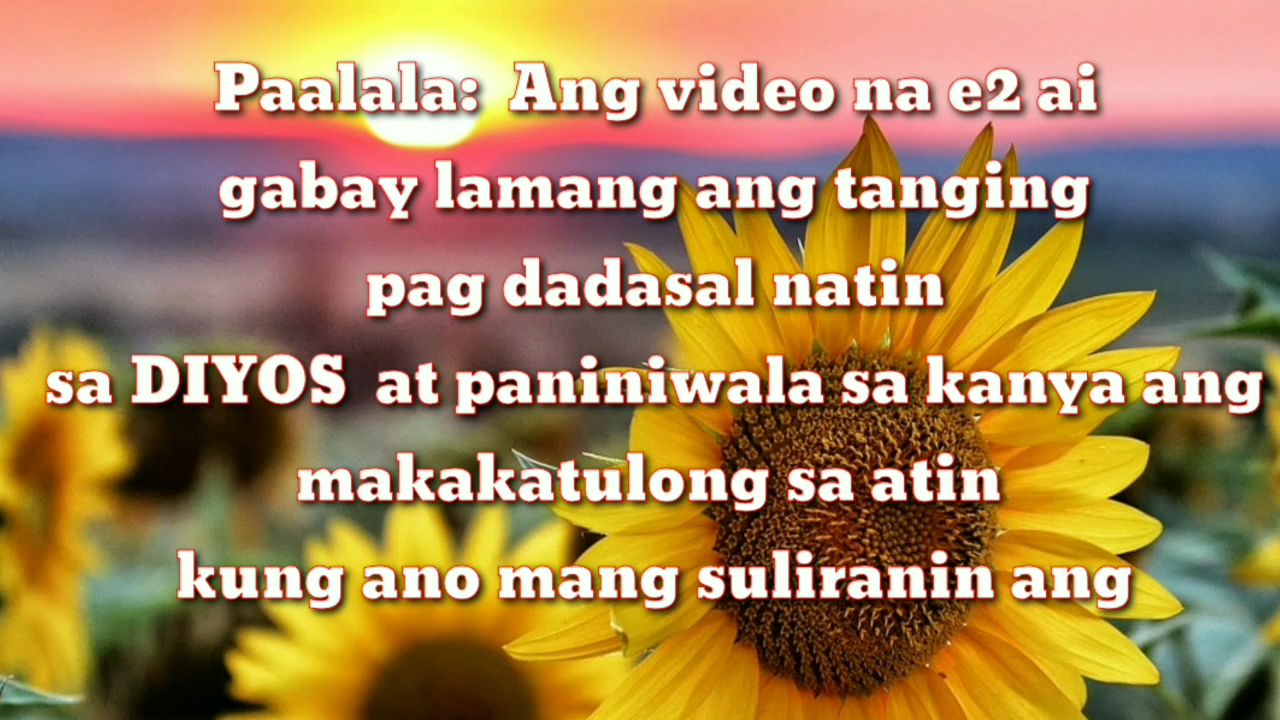 Paalala: Ang video na e2 ai
gabay lamang ang tanging
pag dadasal natin
sa DIYOS at paniniwala sa kanya ang
makakatulong sa atin
kung ano mang suliranin ang